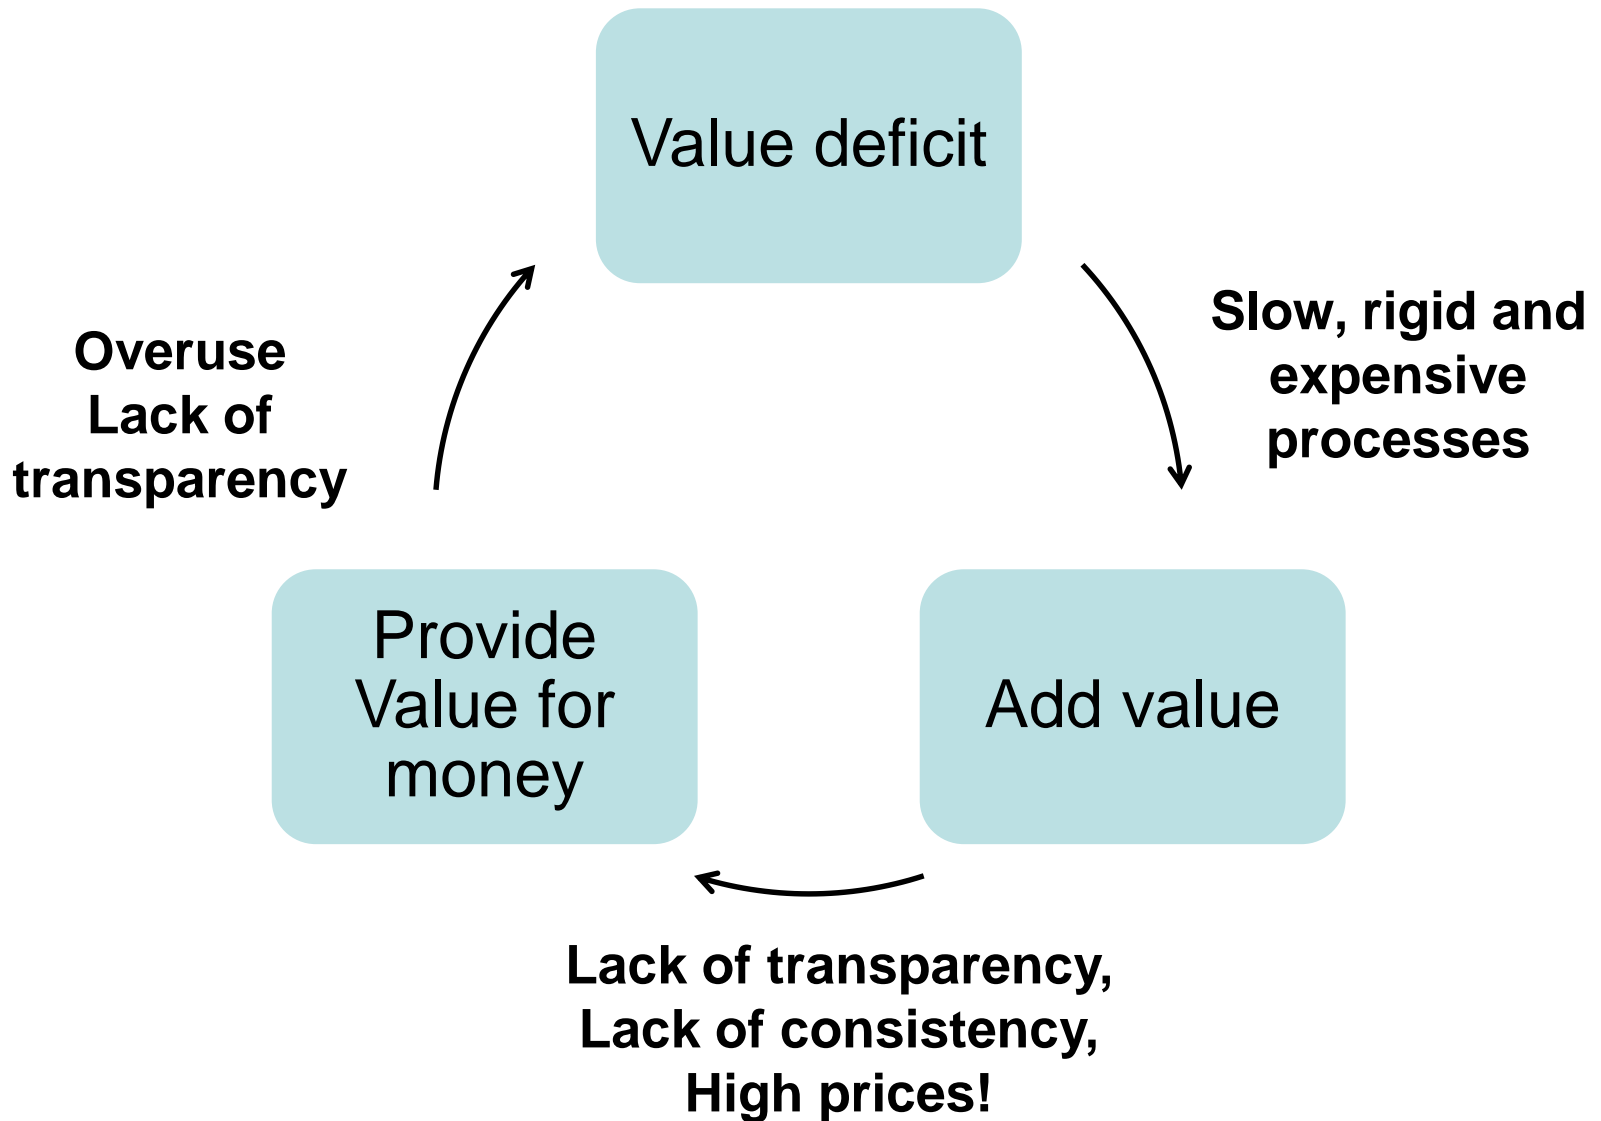 Value deficit
Slow, rigid and
expensive
processes
Overuse
Lack of
transparency
Provide
Value for
money
Add value
Lack of transparency,
Lack of consistency,
High prices!